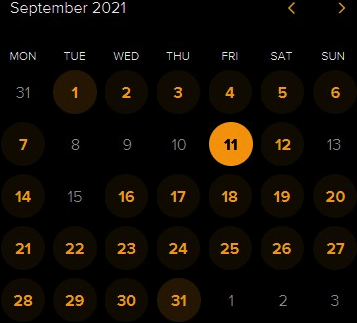 September 2021
MON TUE WED THU FRI SAT SUN
31 1 2 3 4 5 6
7 8 9 10 11 12 13
14 15 16 17 18 19 20
21 22 23 24 25 26 27
28 29 30 31 1 2 3